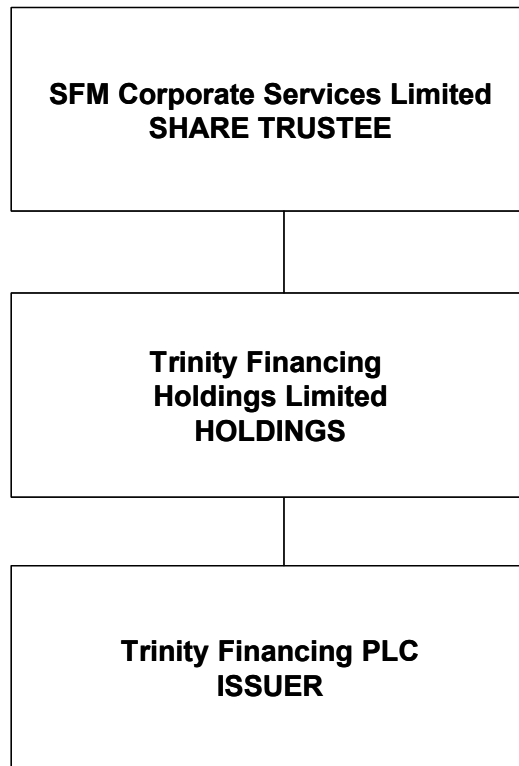 SFM Corporate Services Limited
SHARE TRUSTEE
Trinity Financing
Holdings Limited
HOLDINGS
Trinity Financing PLC
ISSUER